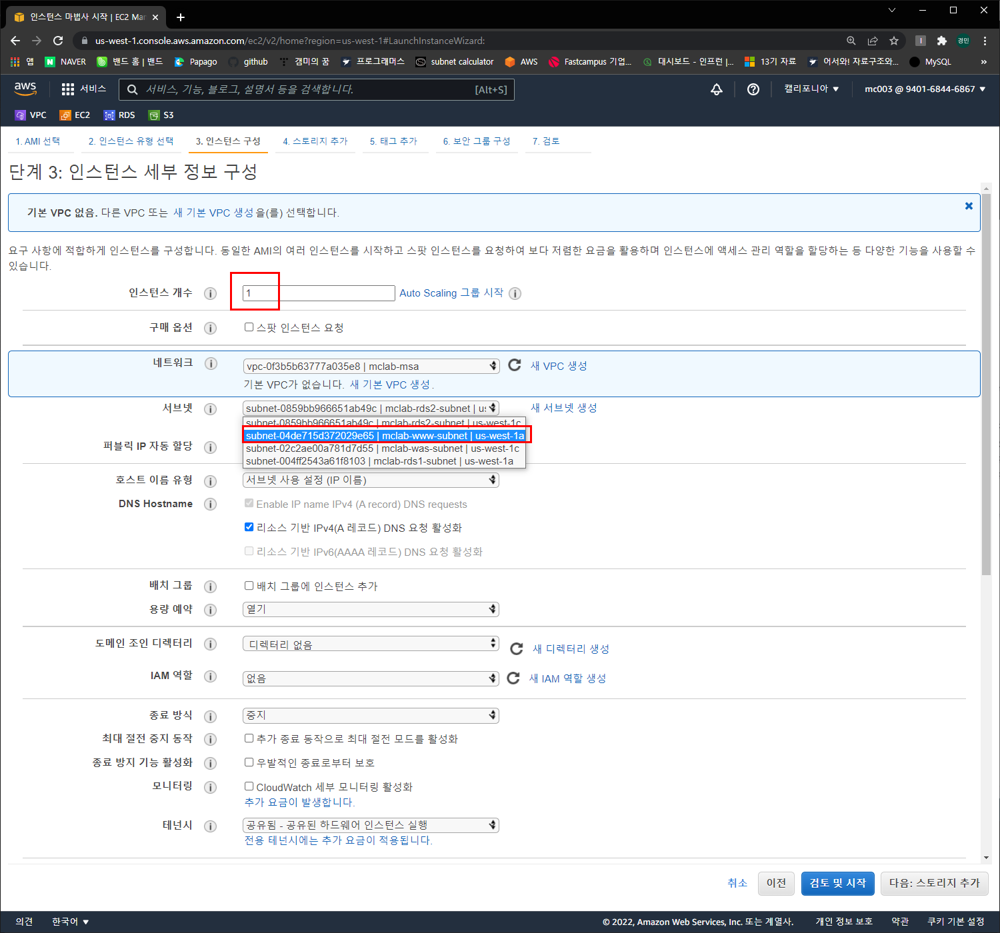 인스턴스 마법사 시작 | EC2 Mar
us-west-1.console.aws.amazon.com/ec2/v2/home?region=us-west-1#LaunchInstanceWizard:
경민
앱 NAVER 밴드 홈 | 밴드 Papago github 캠미의 꿈 프로그래머스 subnet calculator AWS Fastcampus 기업... 대시보드 - 인프런 |... 13기 자료 어서와! 자료구조와... MySQL »
aws 서비스 서비스, 기능, 블로그, 설명서 등을 검색합니다. [Alt+S] 캘리포니아 ▼ mc003 @ 9401-6844-6867 ▼
VPC EC2 RDS S3
1. AMI 선택 2. 인스턴스 유형 선택 3. 인스턴스 구성 4. 스토리지 추가 5. 태그 추가 6. 보안 그룹 구성 7. 검토
단계 3: 인스턴스 세부 정보 구성
기본 VPC 없음. 다른 VPC 또는 새 기본 VPC 생성을(를) 선택합니다.
요구 사항에 적합하게 인스턴스를 구성합니다. 동일한 AMI의 여러 인스턴스를 시작하고 스팟 인스턴스를 요청하여 보다 저렴한 요금을 활용하며 인스턴스에 액세스 관리 역할을 할당하는 등 다양한 기능을 사용할 수
있습니다.
인스턴스 개수 1 Auto Scaling 그룹 시작
구매 옵션 스팟 인스턴스 요청
네트워크 vpc-0f3b5b63777a035e8 | mclab-msa 새 VPC 생성
기본 VPC가 없습니다. 새 기본 VPC 생성.
서브넷 subnet-0859bb966651ab49c | mclab-rds2-subnet | us 새 서브넷 생성
subnet-0859bb966651ab49c | mclab-rds2-subnet | us-west-1c
subnet-04de715d372029e65 | mclab-www-subnet | us-west-1a
퍼블릭 IP 자동 할당 subnet-02c2ae00a781d7d55 | mclab-was-subnet | us-west-1c
subnet-004ff2543a61f8103 | mclab-rds1-subnet | us-west-1a
호스트 이름 유형 서브넷 사용 설정 (IP 이름)
DNS Hostname Enable IP name IPv4 (A record) DNS requests
리소스 기반 IPv4(A 레코드) DNS 요청 활성화
리소스 기반 IPv6(AAAA 레코드) DNS 요청 활성화
배치 그룹 배치 그룹에 인스턴스 추가
용량 예약 열기
도메인 조인 디렉터리 디렉터리 없음 새 디렉터리 생성
IAM 역할 없음 새 IAM 역할 생성
종료 방식 중지
최대 절전 중지 동작 추가 종료 동작으로 최대 절전 모드를 활성화
종료 방지 기능 활성화 우발적인 종료로부터 보호
모니터링 CloudWatch 세부 모니터링 활성화
추가 요금이 발생합니다.
테넌시 공유됨 - 공유된 하드웨어 인스턴스 실행
전용 테넌시에는 추가 요금이 적용됩니다.
취소 이전 검토 및 시작 다음: 스토리지 추가
의견 한국어 ▼ © 2022, Amazon Web Services, Inc. 또는 계열사. 개인 정보 보호 약관 쿠키 기본 설정